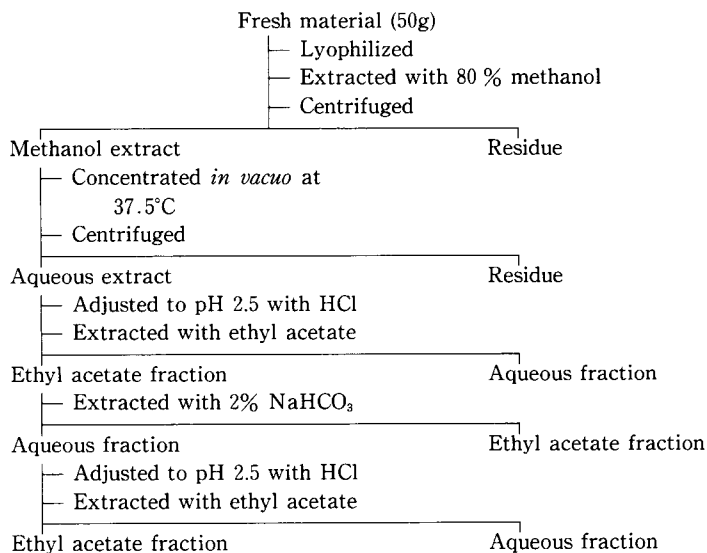 Fresh material (50g)
Lyophilized
Extracted with 80 % methanol
Centrifuged
Methanol extract Residue
Concentrated in vacuo at
37.5°C
Centrifuged
Aqueous extract Residue
Adjusted to pH 2.5 with HCl
Extracted with ethyl acetate
Ethyl acetate fraction Aqueous fraction
Extracted with 2% NaHCO₃
Aqueous fraction Ethyl acetate fraction
Adjusted to pH 2.5 with HCl
Extracted with ethyl acetate
Ethyl acetate fraction Aqueous fraction